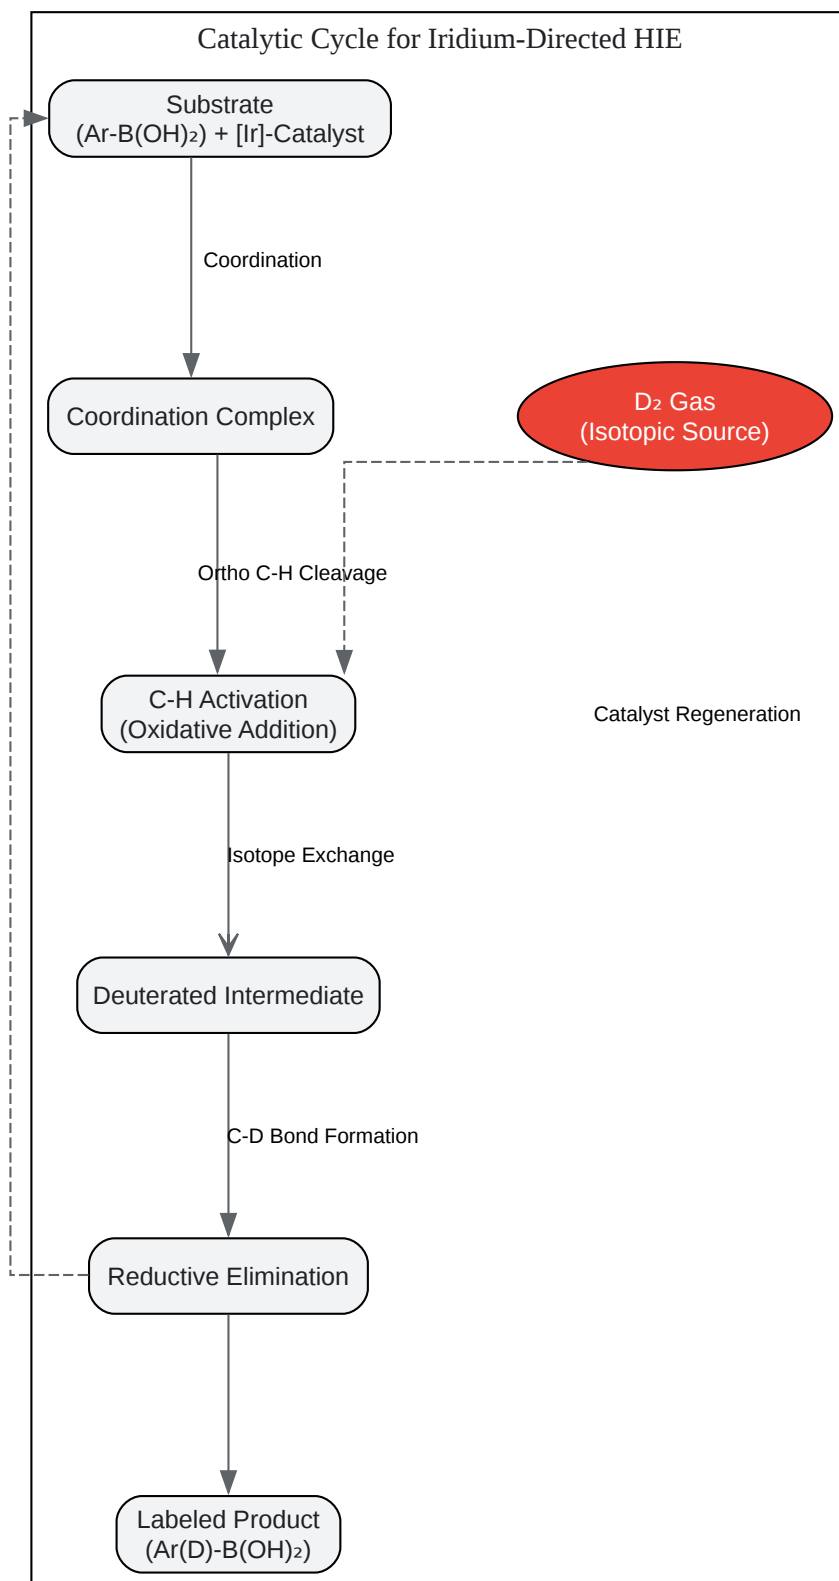 Catalytic Cycle for Iridium-Directed HIE
Substrate
(Ar-B(OH)₂) + [Ir]-Catalyst
Coordination
Coordination Complex
D₂ Gas
(Isotopic Source)
Ortho C-H Cleavage
C-H Activation
(Oxidative Addition)
Catalyst Regeneration
Isotope Exchange
Deuterated Intermediate
C-D Bond Formation
Reductive Elimination
Labeled Product
(Ar(D)-B(OH)₂)